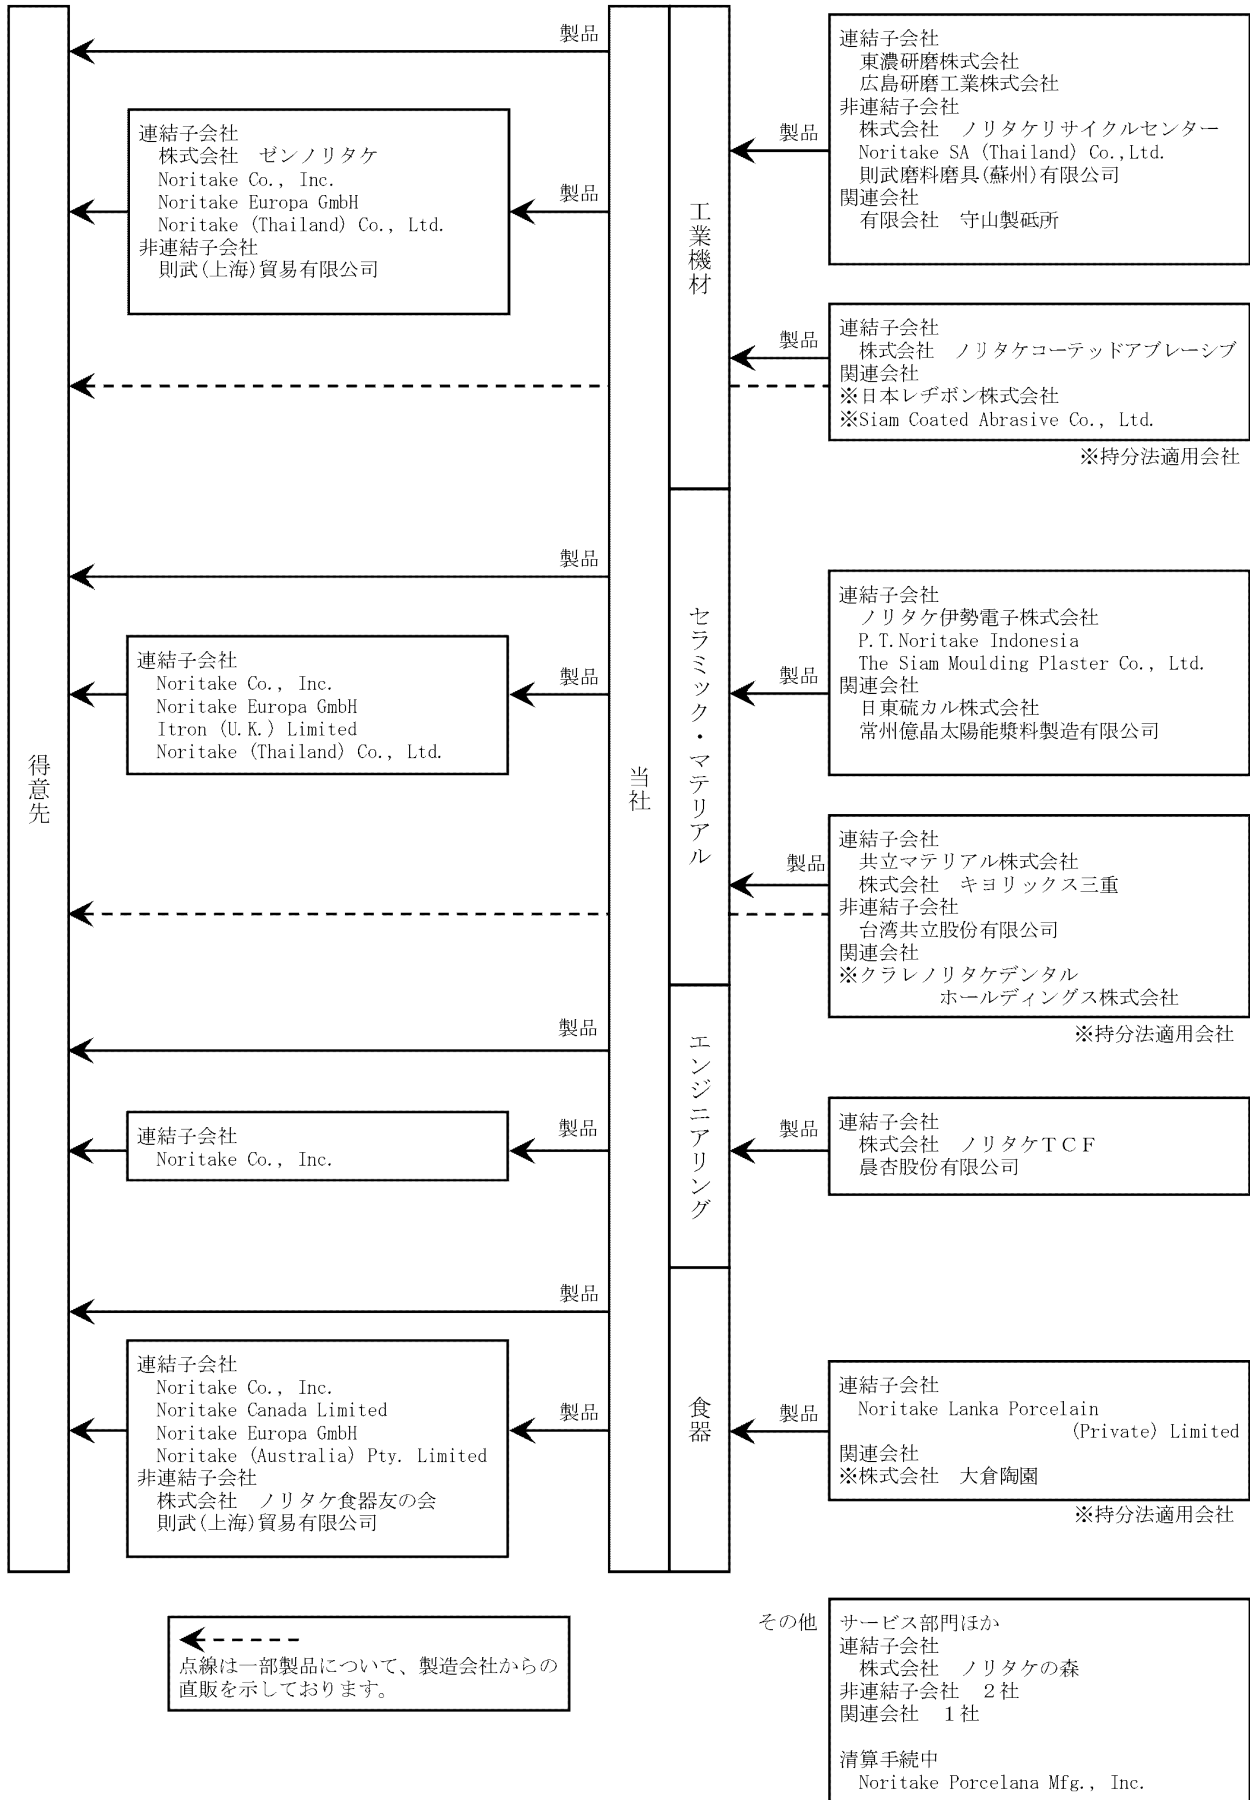 得意先
当社
工業機材
製品
連結子会社
株式会社　ゼンノリタケ
Noritake Co., Inc.
Noritake Europa GmbH
Noritake (Thailand) Co., Ltd.
非連結子会社
則武(上海)貿易有限公司
製品
製品
連結子会社
東濃研磨株式会社
広島研磨工業株式会社
非連結子会社
株式会社　ノリタケリサイクルセンター
Noritake SA (Thailand) Co.,Ltd.
則武磨料磨具(蘇州)有限公司
関連会社
有限会社　守山製砥所
製品
連結子会社
株式会社　ノリタケコーテッドアブレーシブ
関連会社
※日本レヂボン株式会社
※Siam Coated Abrasive Co., Ltd.
※持分法適用会社
セラミック・マテリアル
製品
連結子会社
Noritake Co., Inc.
Noritake Europa GmbH
Itron (U.K.) Limited
Noritake (Thailand) Co., Ltd.
製品
製品
連結子会社
ノリタケ伊勢電子株式会社
P.T.Noritake Indonesia
The Siam Moulding Plaster Co., Ltd.
関連会社
日東硫カル株式会社
常州億晶太陽能漿料製造有限公司
製品
連結子会社
共立マテリアル株式会社
株式会社　キヨリックス三重
非連結子会社
台湾共立股份有限公司
関連会社
※クラレノリタケデンタル
ホールディングス株式会社
※持分法適用会社
エンジニアリング
製品
連結子会社
Noritake Co., Inc.
製品
製品
連結子会社
株式会社　ノリタケＴＣＦ
晨杏股份有限公司
食器
製品
連結子会社
Noritake Co., Inc.
Noritake Canada Limited
Noritake Europa GmbH
Noritake (Australia) Pty. Limited
非連結子会社
株式会社　ノリタケ食器友の会
則武(上海)貿易有限公司
製品
製品
連結子会社
Noritake Lanka Porcelain
(Private) Limited
関連会社
※株式会社　大倉陶園
※持分法適用会社
点線は一部製品について、製造会社からの
直販を示しております。
その他
サービス部門ほか
連結子会社
株式会社　ノリタケの森
非連結子会社　２社
関連会社　１社
清算手続中
Noritake Porcelana Mfg., Inc.